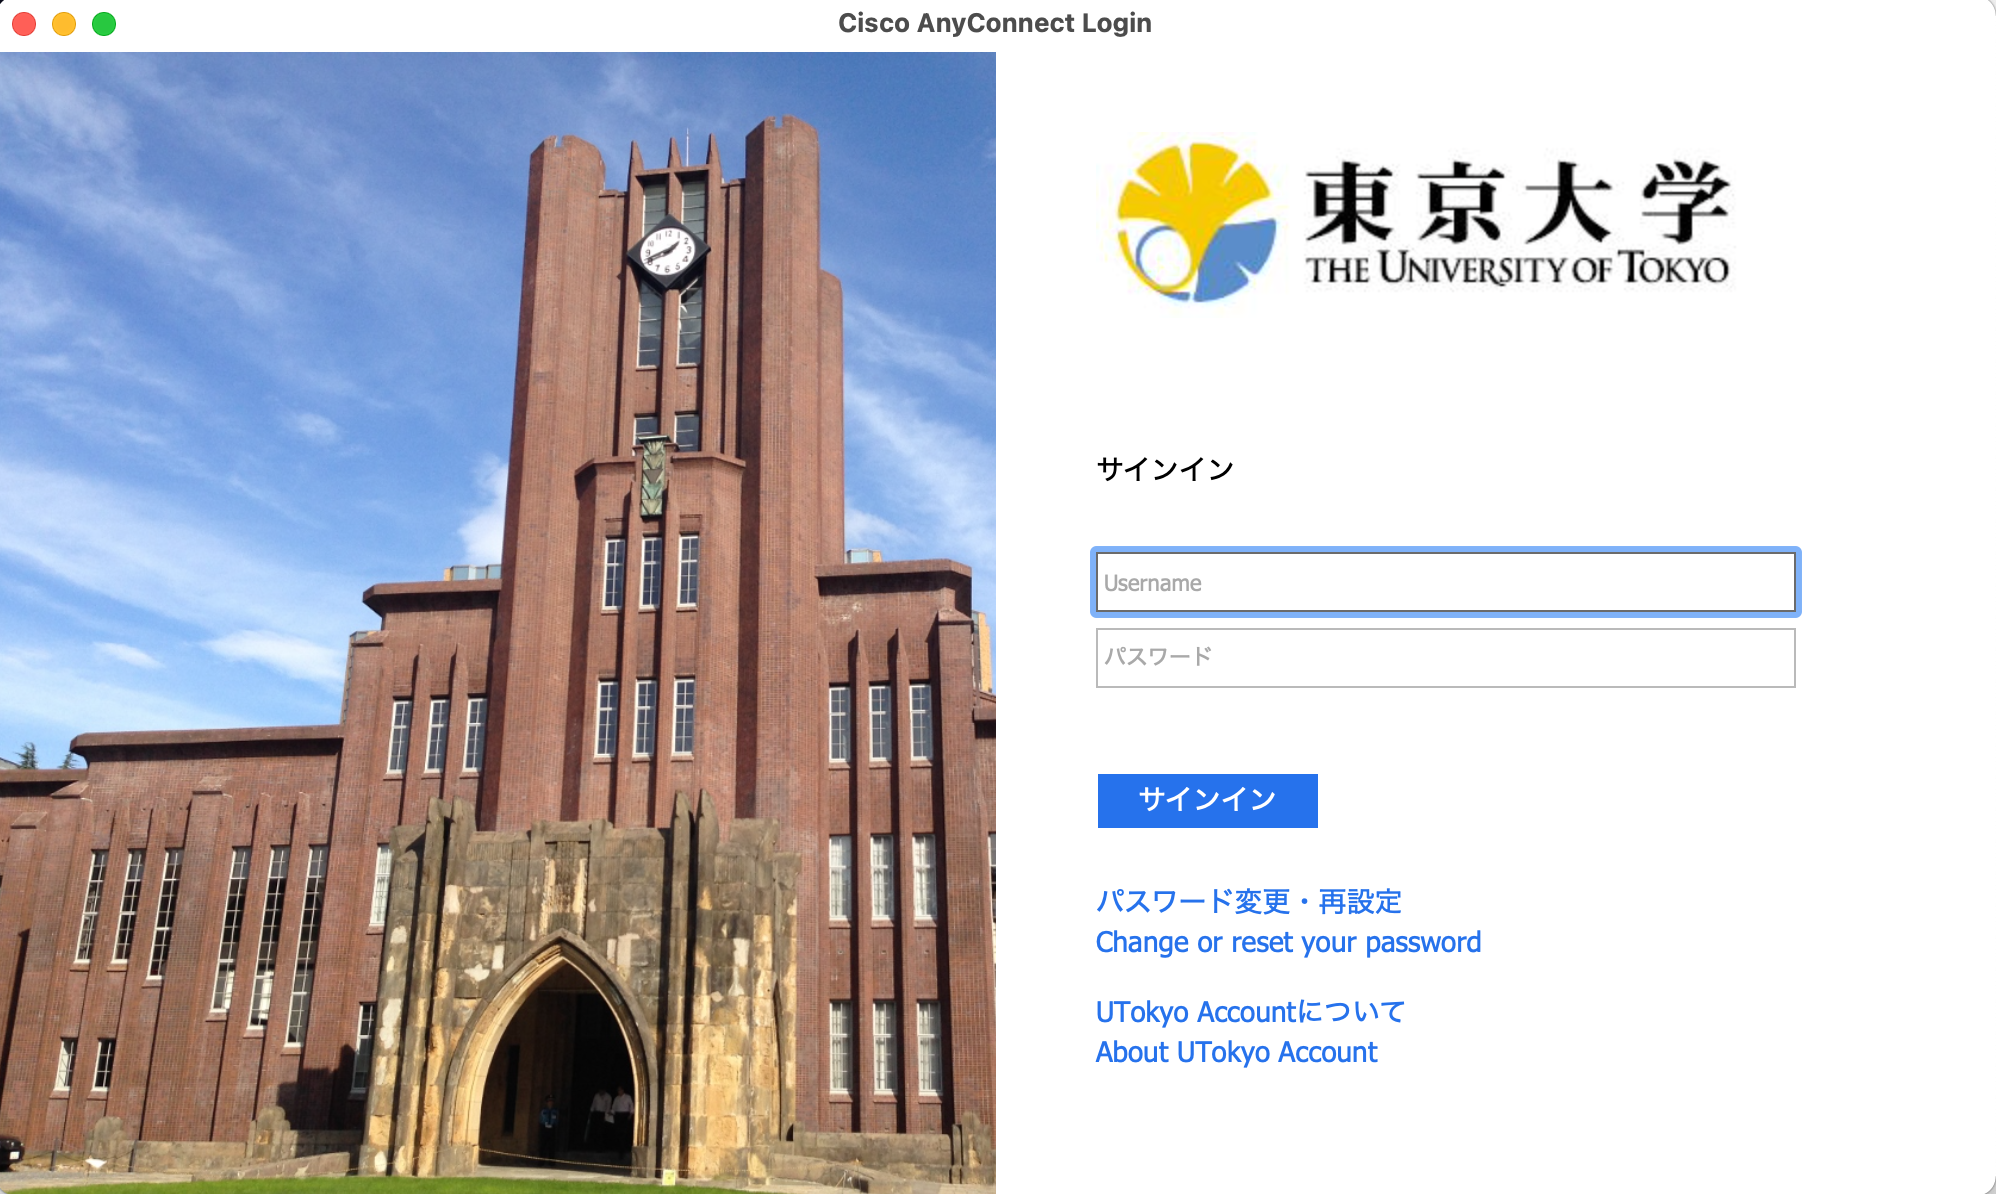 Cisco AnyConnect Login
東京大学
THE UNIVERSITY OF TOKYO
サインイン
Username
パスワード
サインイン
パスワード変更・再設定
Change or reset your password
UTokyo Accountについて
About UTokyo Account